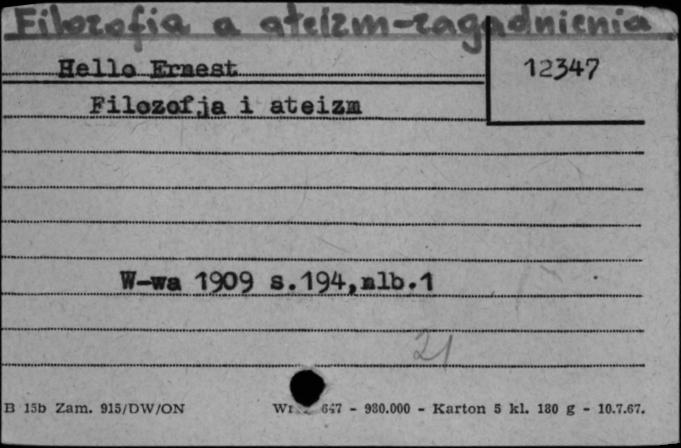 Filozofia a ateizm-zagadnienia
Hello Ernest
12347
Filozofja i ateizm
W-wa 1909 s.194,nlb.1
21
B 15b Zam. 915/DW/ON
647 - 980.000 - Karton 5 kl. 180 g - 10.7.67.